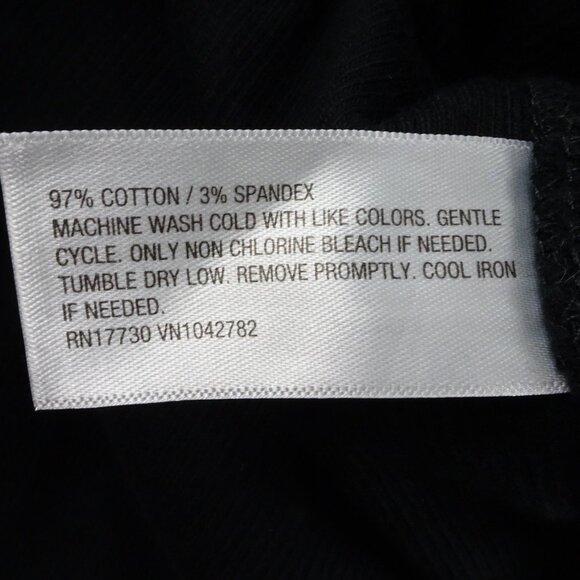 97% COTTON / 3% SPANDEX
MACHINE WASH COLD WITH LIKE COLORS. GENTLE
CYCLE. ONLY NON CHLORINE BLEACH IF NEEDED.
TUMBLE DRY LOW. REMOVE PROMPTLY. COOL IRON
IF NEEDED.
RN17730 VN1042782